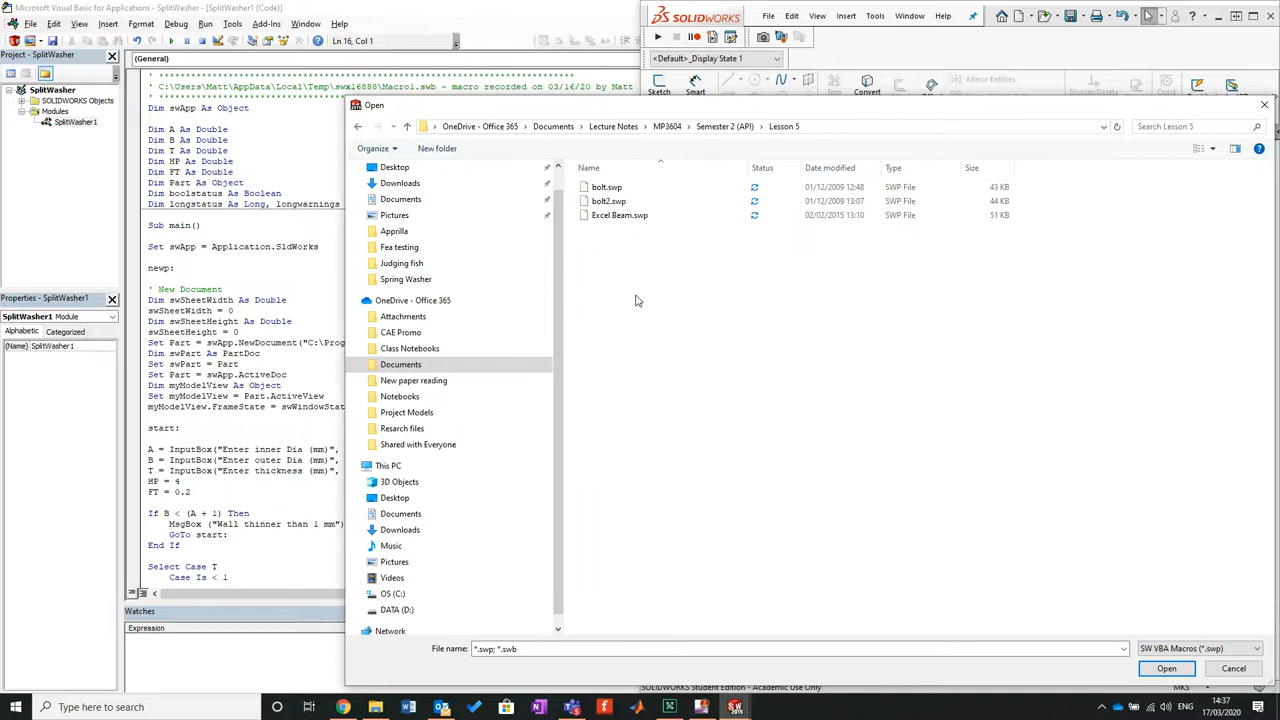 Microsoft Visual Basic for Applications - SplitWasher - [SplitWasher1 (Code)]
File Edit View Insert Format Debug Run Tools Add-Ins Window Help
Ln 16, Col 1
Project - SplitWasher
SplitWasher
SOLIDWORKS Objects
Modules
SplitWasher1
Properties - SplitWasher1
SplitWasher1 Module
Alphabetic Categorized
(Name) SplitWasher1
(General)
' ******************************************************************************
' C:\Users\Matt\AppData\Local\Temp\swx16888\Macro1.swb - macro recorded on 03/16/20 by Matt
Dim swApp As Object
Dim A As Double
Dim B As Double
Dim T As Double
Dim HP As Double
Dim FT As Double
Dim Part As Object
Dim boolstatus As Boolean
Dim longstatus As Long, longwarnings
Sub main()
Set swApp = Application.SldWorks
newp:
' New Document
Dim swSheetWidth As Double
swSheetWidth = 0
Dim swSheetHeight As Double
swSheetHeight = 0
Set Part = swApp.NewDocument("C:\Prog
Dim swPart As PartDoc
Set swPart = Part
Set Part = swApp.ActiveDoc
Dim myModelView As Object
Set myModelView = Part.ActiveView
myModelView.FrameState = swWindowStat
start:
A = InputBox("Enter inner Dia (mm)",
B = InputBox("Enter outer Dia (mm)",
T = InputBox("Enter thickness (mm)",
HP = 4
FT = 0.2
If B < (A + 1) Then
MsgBox ("Wall thinner than 1 mm")
GoTo start:
End If
Select Case T
Case Is < 1
Watches
Expression
SOLIDWORKS
File Edit View Insert Tools Window Help
<Default>_Display State 1
Sketch Smart Trim Convert Mirror Entities
Open
OneDrive - Office 365 > Documents > Lecture Notes > MP3604 > Semester 2 (API) > Lesson 5
Search Lesson 5
Organize New folder
Desktop
Downloads
Documents
Pictures
Apprilla
Fea testing
Judging fish
Spring Washer
OneDrive - Office 365
Attachments
CAE Promo
Class Notebooks
Documents
New paper reading
Notebooks
Project Models
Resarch files
Shared with Everyone
This PC
3D Objects
Desktop
Documents
Downloads
Music
Pictures
Videos
OS (C:)
DATA (D:)
Network
Name Status Date modified Type Size
bolt.swp 01/12/2009 12:48 SWP File 43 KB
bolt2.swp 01/12/2009 13:07 SWP File 44 KB
Excel Beam.swp 02/02/2015 13:10 SWP File 51 KB
File name: *.swp; *.swb
SW VBA Macros (*.swp)
Open Cancel
SOLIDWORKS Student Edition - Academic Use Only
MKS
Type here to search
ENG
14:37
17/03/2020